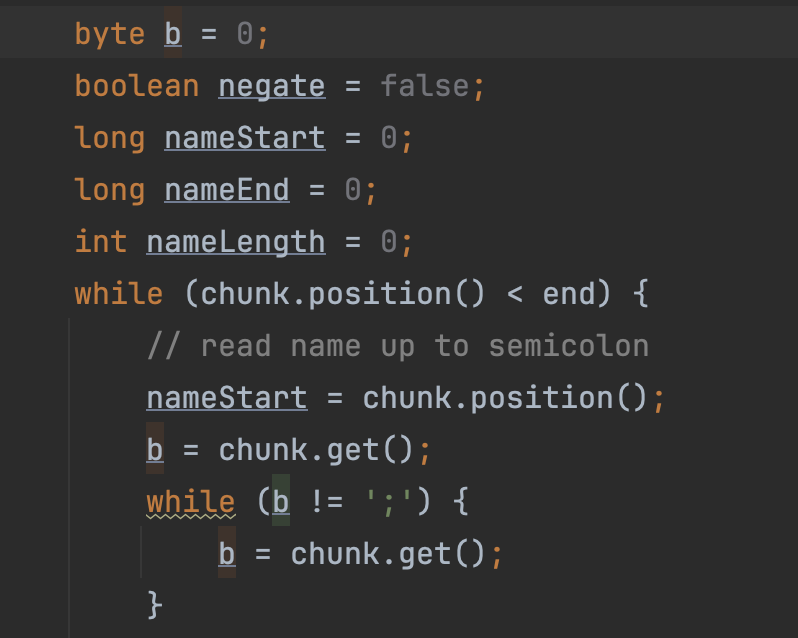 byte b = 0;
boolean negate = false;
long nameStart = 0;
long nameEnd = 0;
int nameLength = 0;
while (chunk.position() < end) {
    // read name up to semicolon
    nameStart = chunk.position();
    b = chunk.get();
    while (b != ';') {
        b = chunk.get();
    }